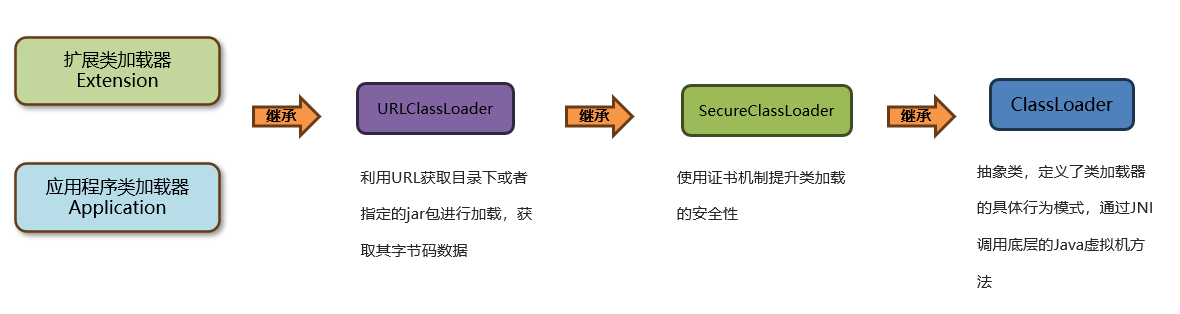 扩展类加载器
Extension
应用程序类加载器
Application
继承
URLClassLoader
利用URL获取目录下或者
指定的jar包进行加载，获
取其字节码数据
继承
SecureClassLoader
使用证书机制提升类加载
的安全性
继承
ClassLoader
抽象类，定义了类加载器
的具体行为模式，通过JNI
调用底层的Java虚拟机方
法